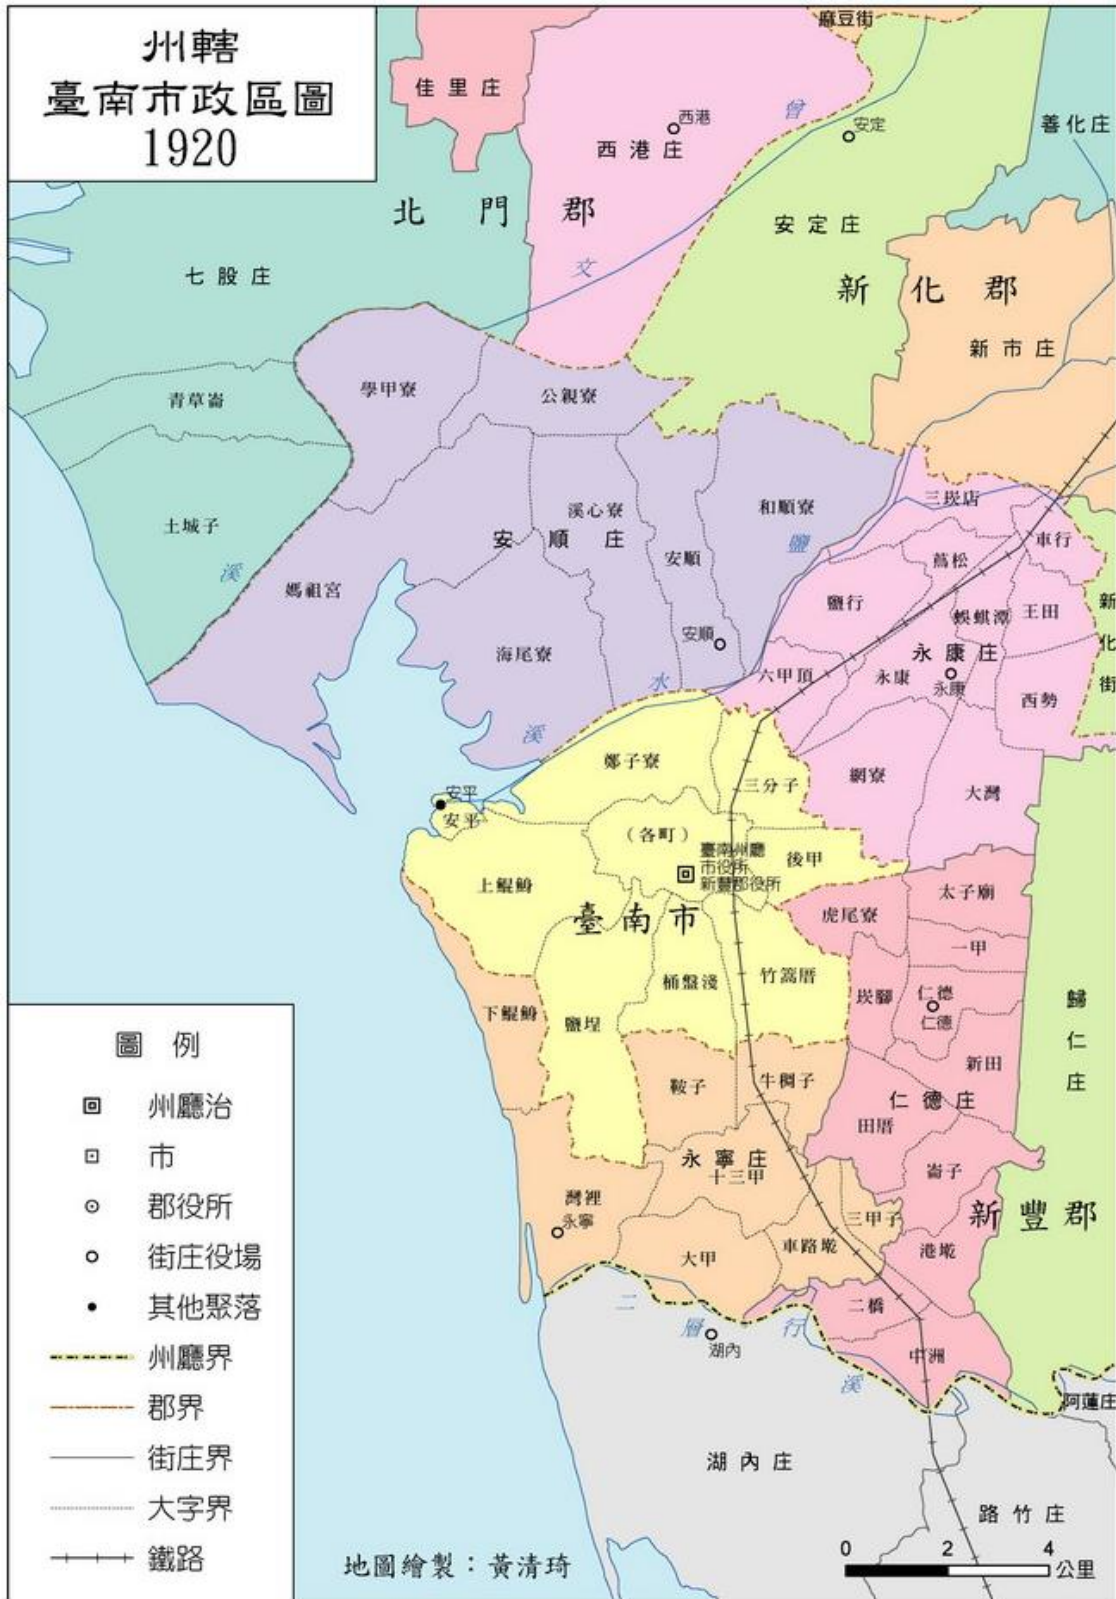 州轄
臺南市政區圖
1920
麻豆街
佳里庄
西港
西港庄
曾
安定
善化庄
北門郡
安定庄
七股庄
文
新化郡
新市庄
學甲寮
公親寮
青草崙
三崁店
溪心寮
和順寮
土城子
安順庄
鹽
車行
安順
蔦松
溪
媽祖宮
鹽行
蜈蜞潭
王田
新化街
安順
海尾寮
永康庄
六甲頂
永康
永康
水
西勢
溪
鄭子寮
三分子
網寮
大灣
安平
安平
(各町)
臺南州廳
市役所
新豐郡役所
後甲
上鯤鯓
太子廟
臺南市
虎尾寮
一甲
桶盤淺
竹篙厝
崁腳
仁德
仁德
歸仁庄
下鯤鯓
鹽埕
新田
鞍子
牛稠子
仁德庄
田厝
永寧庄
十三甲
崙子
灣裡
永寧
三甲子
新豐郡
大甲
車路墘
港墘
二
層
行
溪
二橋
湖內
中洲
阿蓮庄
湖內庄
路竹庄
圖例
州廳治
市
郡役所
街庄役場
其他聚落
州廳界
郡界
街庄界
大字界
鐵路
地圖繪製：黃清琦
0 2 4
公里